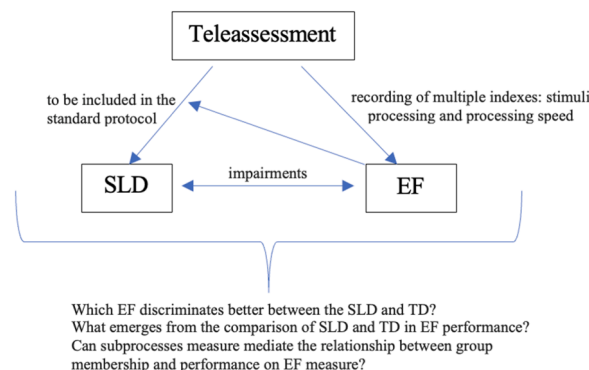 Teleassessment
to be included in the
standard protocol
recording of multiple indexes: stimuli
processing and processing speed
SLD
impairments
EF
Which EF discriminates better between the SLD and TD?
What emerges from the comparison of SLD and TD in EF performance?
Can subprocesses measure mediate the relationship between group
membership and performance on EF measure?